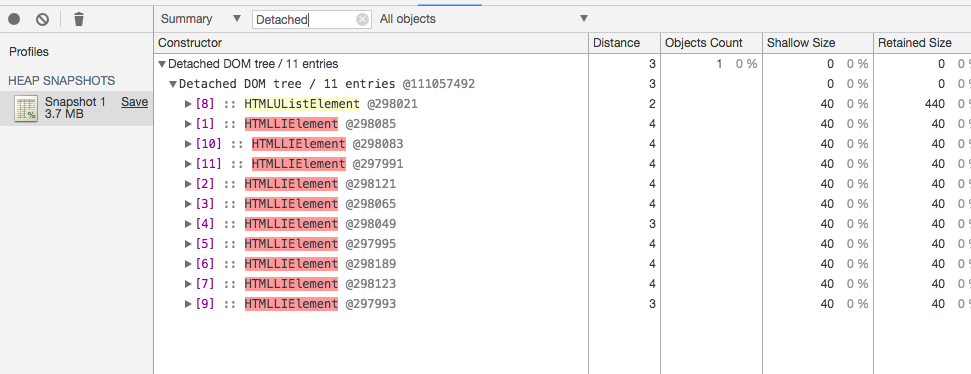 Summary ▼ Detached All objects ▼
Profiles
HEAP SNAPSHOTS
Snapshot 1 Save
3.7 MB
%
Constructor Distance Objects Count Shallow Size Retained Size
▼Detached DOM tree / 11 entries 3 1 0 % 0 0 % 0 0 %
▼Detached DOM tree / 11 entries @111057492 3 0 0 % 0 0 %
▶[8] :: HTMLUListElement @298021 2 40 0 % 440 0 %
▶[1] :: HTMLLIElement @298085 4 40 0 % 40 0 %
▶[10] :: HTMLLIElement @298083 4 40 0 % 40 0 %
▶[11] :: HTMLLIElement @297991 4 40 0 % 40 0 %
▶[2] :: HTMLLIElement @298121 4 40 0 % 40 0 %
▶[3] :: HTMLLIElement @298065 4 40 0 % 40 0 %
▶[4] :: HTMLLIElement @298049 3 40 0 % 40 0 %
▶[5] :: HTMLLIElement @297995 4 40 0 % 40 0 %
▶[6] :: HTMLLIElement @298189 4 40 0 % 40 0 %
▶[7] :: HTMLLIElement @298123 4 40 0 % 40 0 %
▶[9] :: HTMLLIElement @297993 3 40 0 % 40 0 %